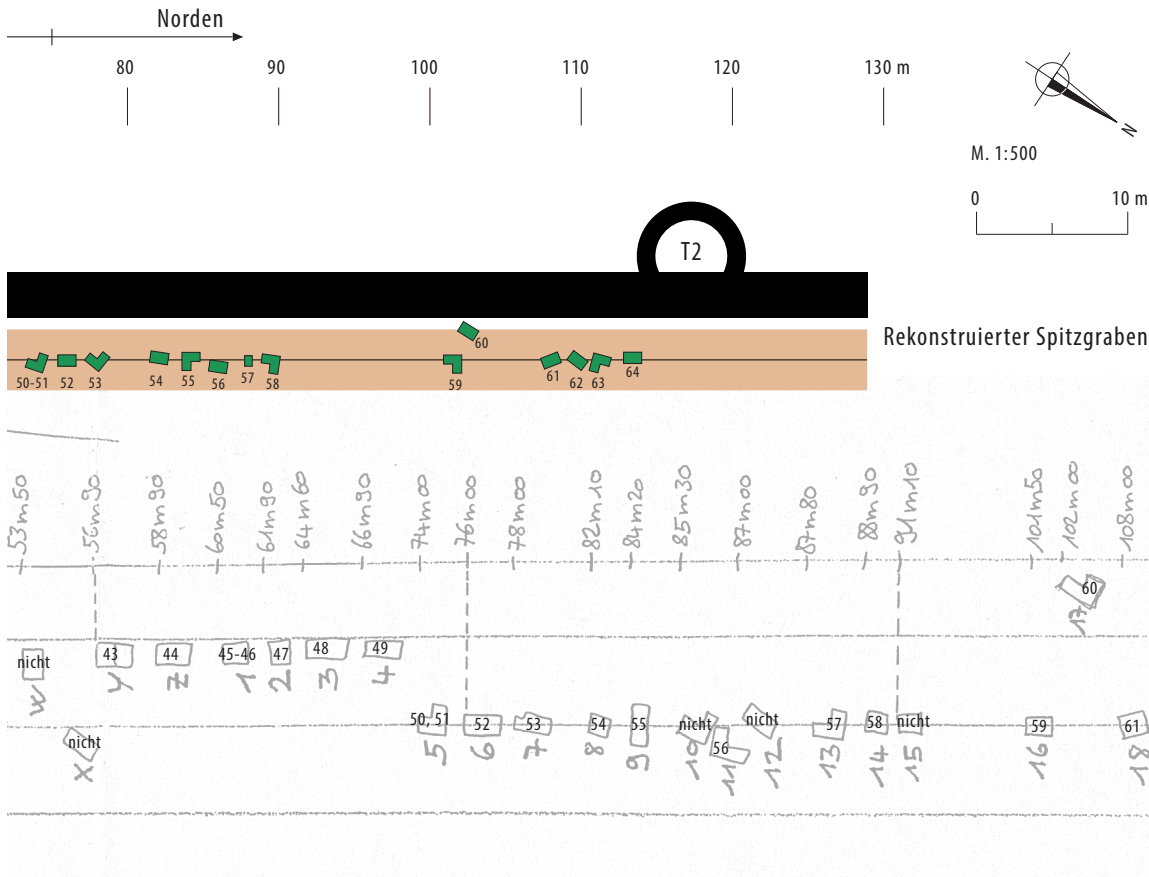 Norden
80 90 100 110 120 130 m
N
M. 1:500
0 10 m
T2
Rekonstruierter Spitzgraben
60
50-51 52 53 54 55 56 57 58 59 61 62 63 64
53m50 56m90 58m90 60m50 61m90 64m60 66m90 74m00 76m00 78m00 82m10 84m20 85m30 87m00 87m80 88m90 91m10 101m50 102m00 108m00
60
17
nicht 43 44 45-46 47 48 49
W Y Z 1 2 3 4
50, 51 52 53 54 55 nicht nicht 57 58 nicht 59 61
nicht 56
X 5 6 7 8 9 10 11 12 13 14 15 16 18